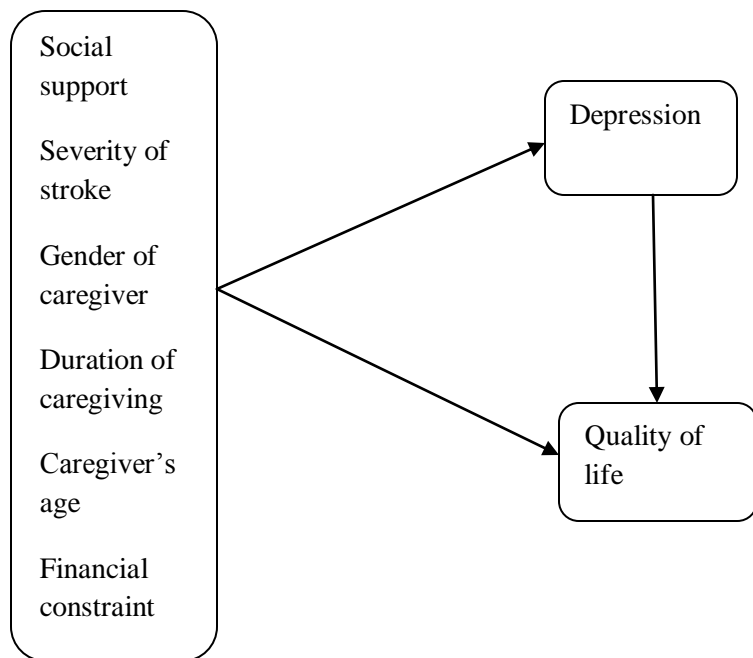 Social
support
Severity of
stroke
Gender of
caregiver
Duration of
caregiving
Caregiver’s
age
Financial
constraint
Depression
Quality of
life